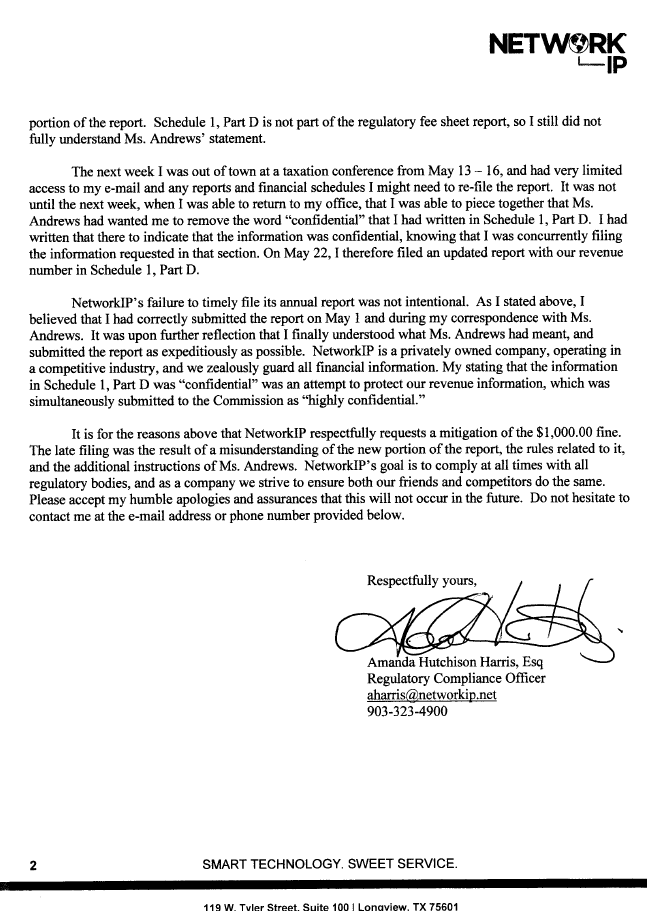 NETWORK
IP
portion of the report. Schedule 1, Part D is not part of the regulatory fee sheet report, so I still did not
fully understand Ms. Andrews' statement.
The next week I was out of town at a taxation conference from May 13 – 16, and had very limited
access to my e-mail and any reports and financial schedules I might need to re-file the report. It was not
until the next week, when I was able to return to my office, that I was able to piece together that Ms.
Andrews had wanted me to remove the word "confidential" that I had written in Schedule 1, Part D. I had
written that there to indicate that the information was confidential, knowing that I was concurrently filing
the information requested in that section. On May 22, I therefore filed an updated report with our revenue
number in Schedule 1, Part D.
NetworkIP's failure to timely file its annual report was not intentional. As I stated above, I
believed that I had correctly submitted the report on May 1 and during my correspondence with Ms.
Andrews. It was upon further reflection that I finally understood what Ms. Andrews had meant, and
submitted the report as expeditiously as possible. NetworkIP is a privately owned company, operating in
a competitive industry, and we zealously guard all financial information. My stating that the information
in Schedule 1, Part D was "confidential" was an attempt to protect our revenue information, which was
simultaneously submitted to the Commission as "highly confidential."
It is for the reasons above that NetworkIP respectfully requests a mitigation of the $1,000.00 fine.
The late filing was the result of a misunderstanding of the new portion of the report, the rules related to it,
and the additional instructions of Ms. Andrews. NetworkIP's goal is to comply at all times with all
regulatory bodies, and as a company we strive to ensure both our friends and competitors do the same.
Please accept my humble apologies and assurances that this will not occur in the future. Do not hesitate to
contact me at the e-mail address or phone number provided below.
Respectfully yours,
Amanda Hutchison Harris, Esq
Regulatory Compliance Officer
aharris@networkip.net
903-323-4900
2 SMART TECHNOLOGY. SWEET SERVICE.
119 W. Tyler Street, Suite 100 | Longview, TX 75601